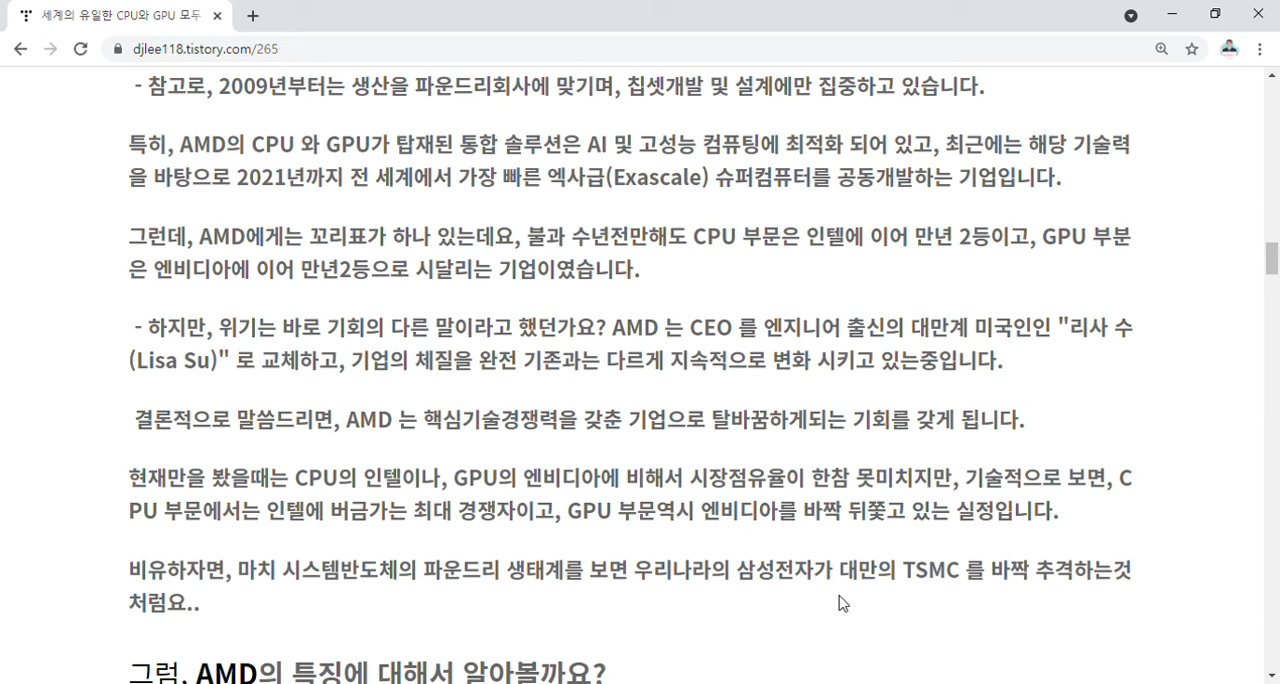 세계의 유일한 CPU와 GPU 모두
djlee118.tistory.com/265
- 참고로, 2009년부터는 생산을 파운드리회사에 맞기며, 칩셋개발 및 설계에만 집중하고 있습니다.
특히, AMD의 CPU 와 GPU가 탑재된 통합 솔루션은 AI 및 고성능 컴퓨팅에 최적화 되어 있고, 최근에는 해당 기술력
을 바탕으로 2021년까지 전 세계에서 가장 빠른 엑사급(Exascale) 슈퍼컴퓨터를 공동개발하는 기업입니다.
그런데, AMD에게는 꼬리표가 하나 있는데요, 불과 수년전만해도 CPU 부문은 인텔에 이어 만년 2등이고, GPU 부분
은 엔비디아에 이어 만년2등으로 시달리는 기업이였습니다.
- 하지만, 위기는 바로 기회의 다른 말이라고 했던가요? AMD 는 CEO 를 엔지니어 출신의 대만계 미국인인 "리사 수
(Lisa Su)" 로 교체하고, 기업의 체질을 완전 기존과는 다르게 지속적으로 변화 시키고 있는중입니다.
결론적으로 말씀드리면, AMD 는 핵심기술경쟁력을 갖춘 기업으로 탈바꿈하게되는 기회를 갖게 됩니다.
현재만을 봤을때는 CPU의 인텔이나, GPU의 엔비디아에 비해서 시장점유율이 한참 못미치지만, 기술적으로 보면, C
PU 부문에서는 인텔에 버금가는 최대 경쟁자이고, GPU 부문역시 엔비디아를 바짝 뒤쫓고 있는 실정입니다.
비유하자면, 마치 시스템반도체의 파운드리 생태계를 보면 우리나라의 삼성전자가 대만의 TSMC 를 바짝 추격하는것
처럼요..
그럼, AMD의 특징에 대해서 알아볼까요?